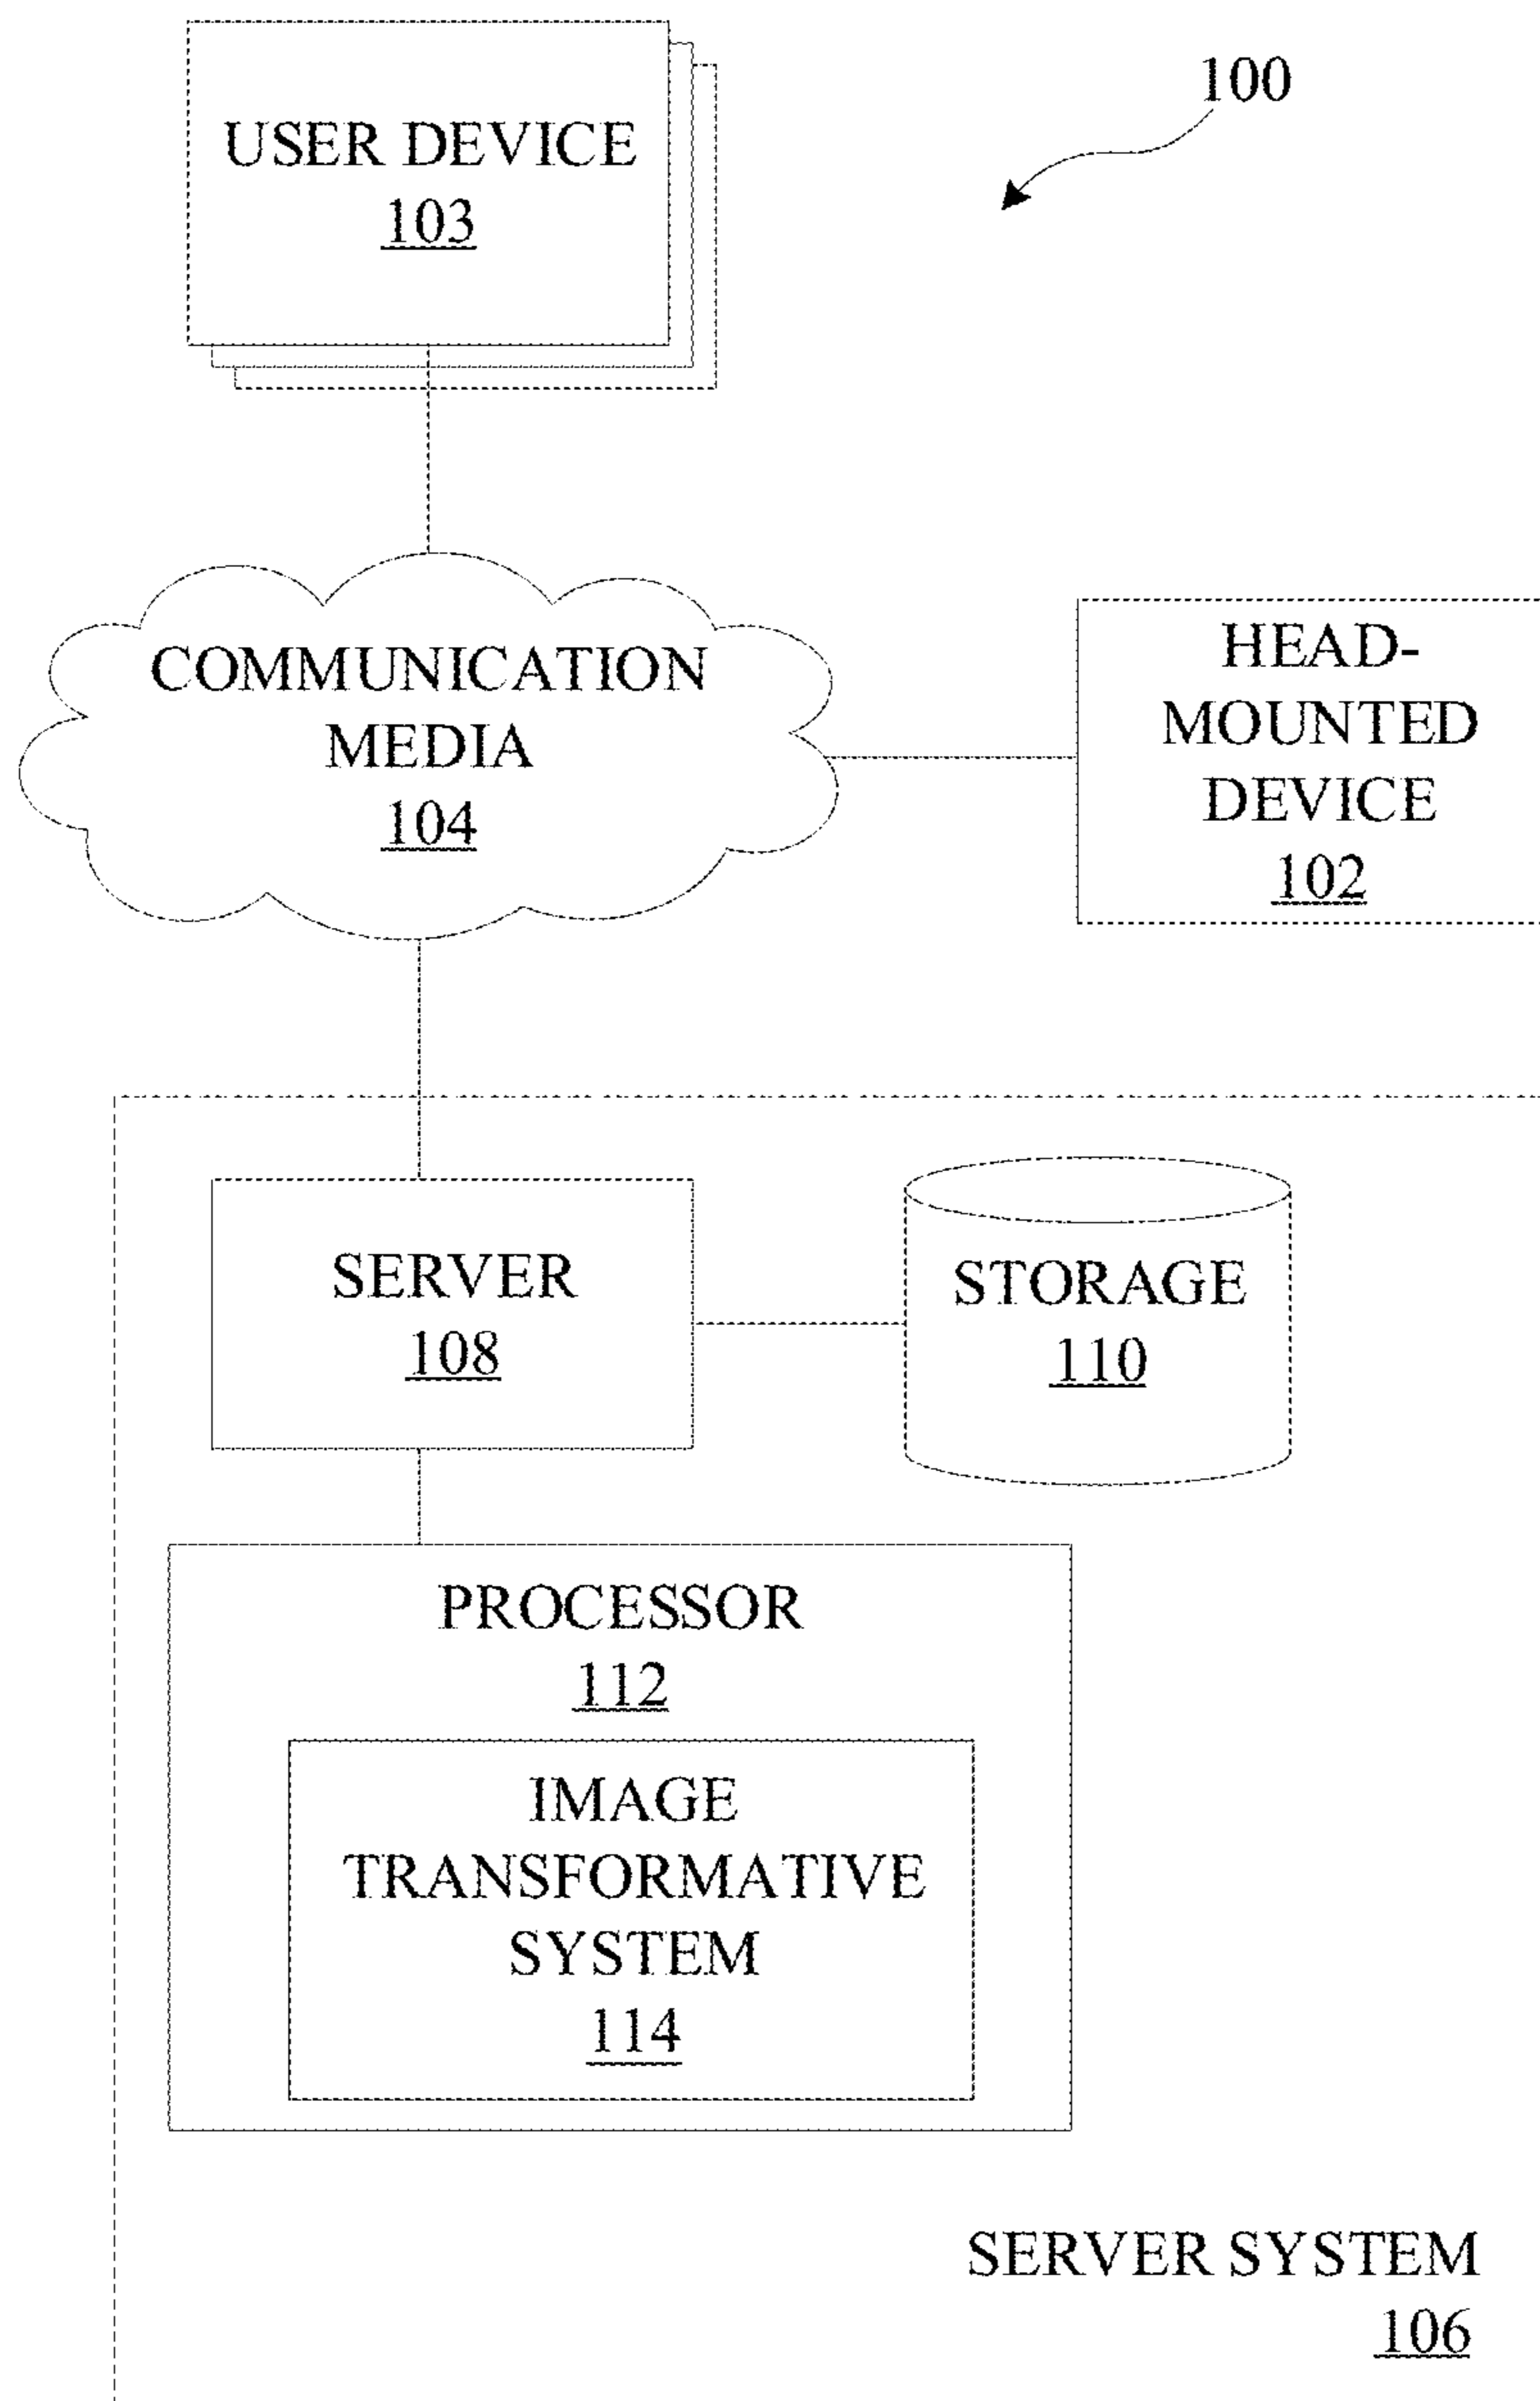 USER DEVICE
103
100
COMMUNICATION
MEDIA
104
HEAD-
MOUNTED
DEVICE
102
SERVER
108
STORAGE
110
PROCESSOR
112
IMAGE
TRANSFORMATIVE
SYSTEM
114
SERVER SYSTEM
106